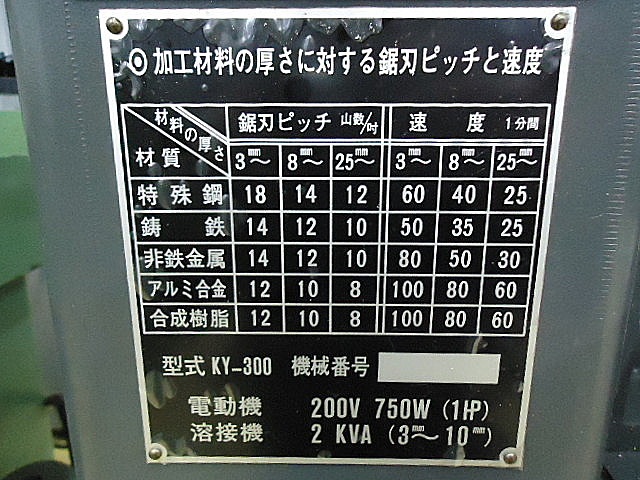 ◎加工材料の厚さに対する鋸刃ピッチと速度
材料の厚さ 鋸刃ピッチ 山数/吋 速度 1分間
材質 3㎜〜 8〜 25㎜〜 3㎜〜 8㎜〜 25㎜〜
特殊鋼 18 14 12 60 40 25
鋳鉄 14 12 10 50 35 25
非鉄金属 14 12 10 80 50 30
アルミ合金 12 10 8 100 80 60
合成樹脂 12 10 8 100 80 60
型式 KY-300 機械番号
電動機 200V 750W (1HP)
溶接機 2 KVA (3㎜〜10㎜)